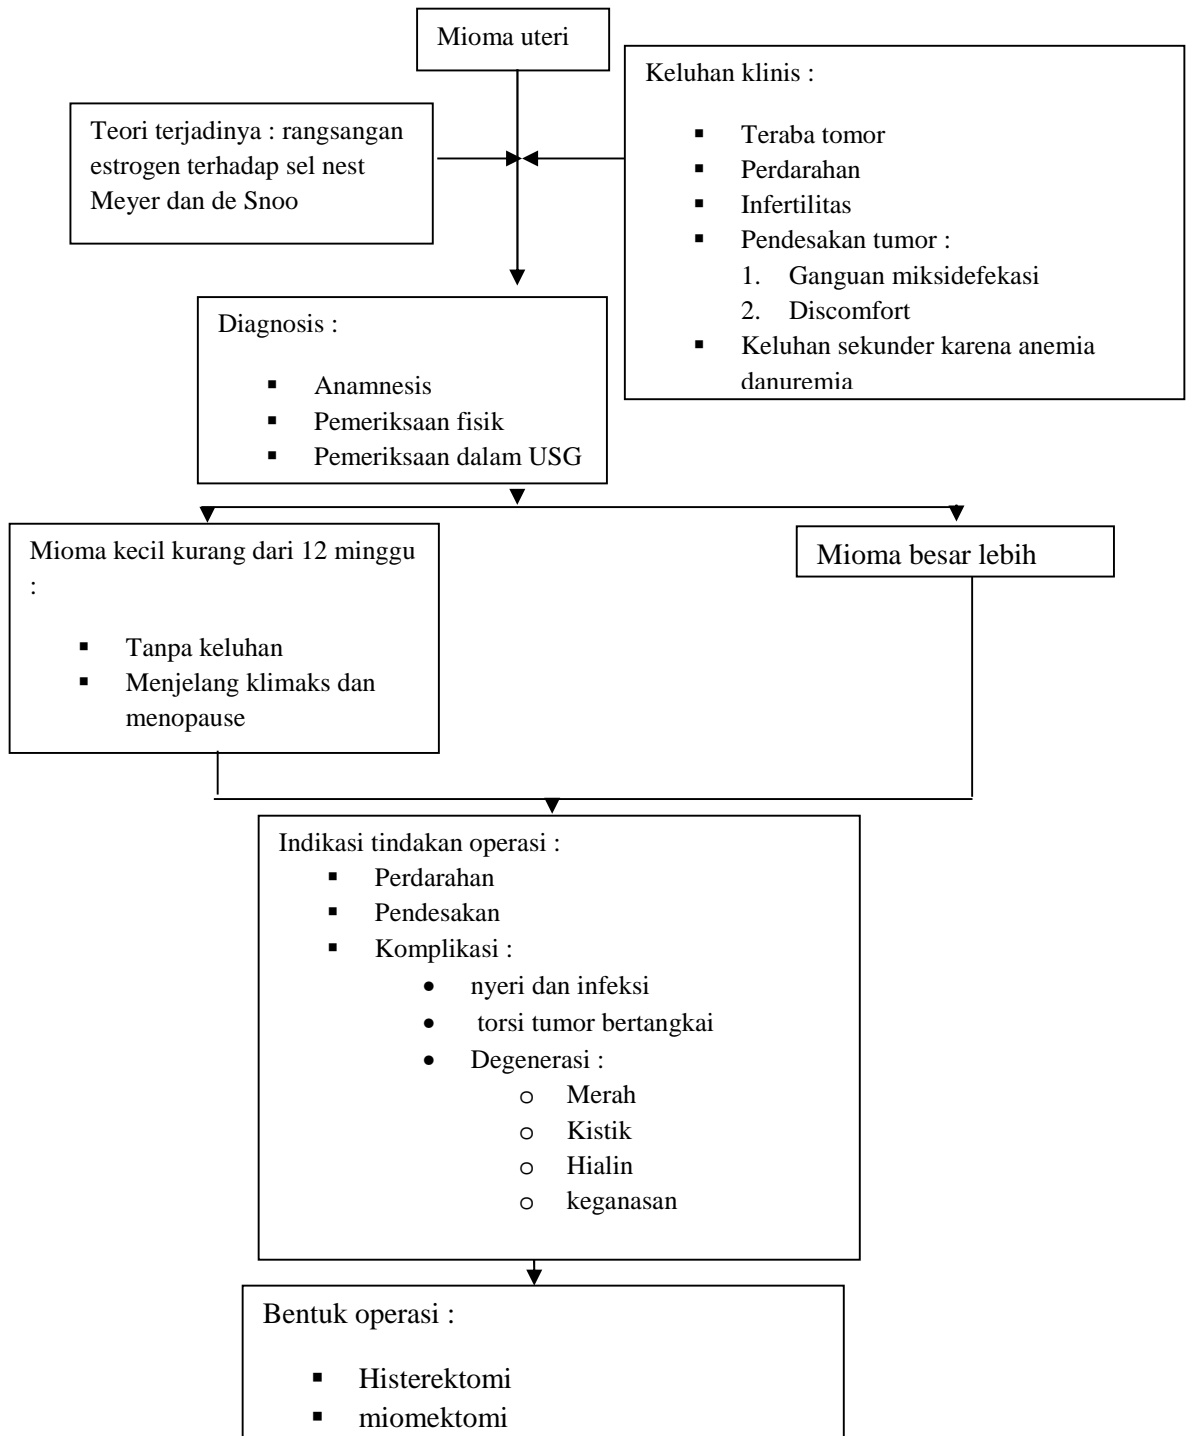 Mioma uteri
Keluhan klinis :
▪ Teraba tomor
▪ Perdarahan
▪ Infertilitas
▪ Pendesakan tumor :
1. Ganguan miksidefekasi
2. Discomfort
▪ Keluhan sekunder karena anemia
danuremia
Teori terjadinya : rangsangan
estrogen terhadap sel nest
Meyer dan de Snoo
Diagnosis :
▪ Anamnesis
▪ Pemeriksaan fisik
▪ Pemeriksaan dalam USG
Mioma kecil kurang dari 12 minggu
:
▪ Tanpa keluhan
▪ Menjelang klimaks dan
menopause
Mioma besar lebih
Indikasi tindakan operasi :
▪ Perdarahan
▪ Pendesakan
▪ Komplikasi :
• nyeri dan infeksi
• torsi tumor bertangkai
• Degenerasi :
o Merah
o Kistik
o Hialin
o keganasan
Bentuk operasi :
▪ Histerektomi
▪ miomektomi